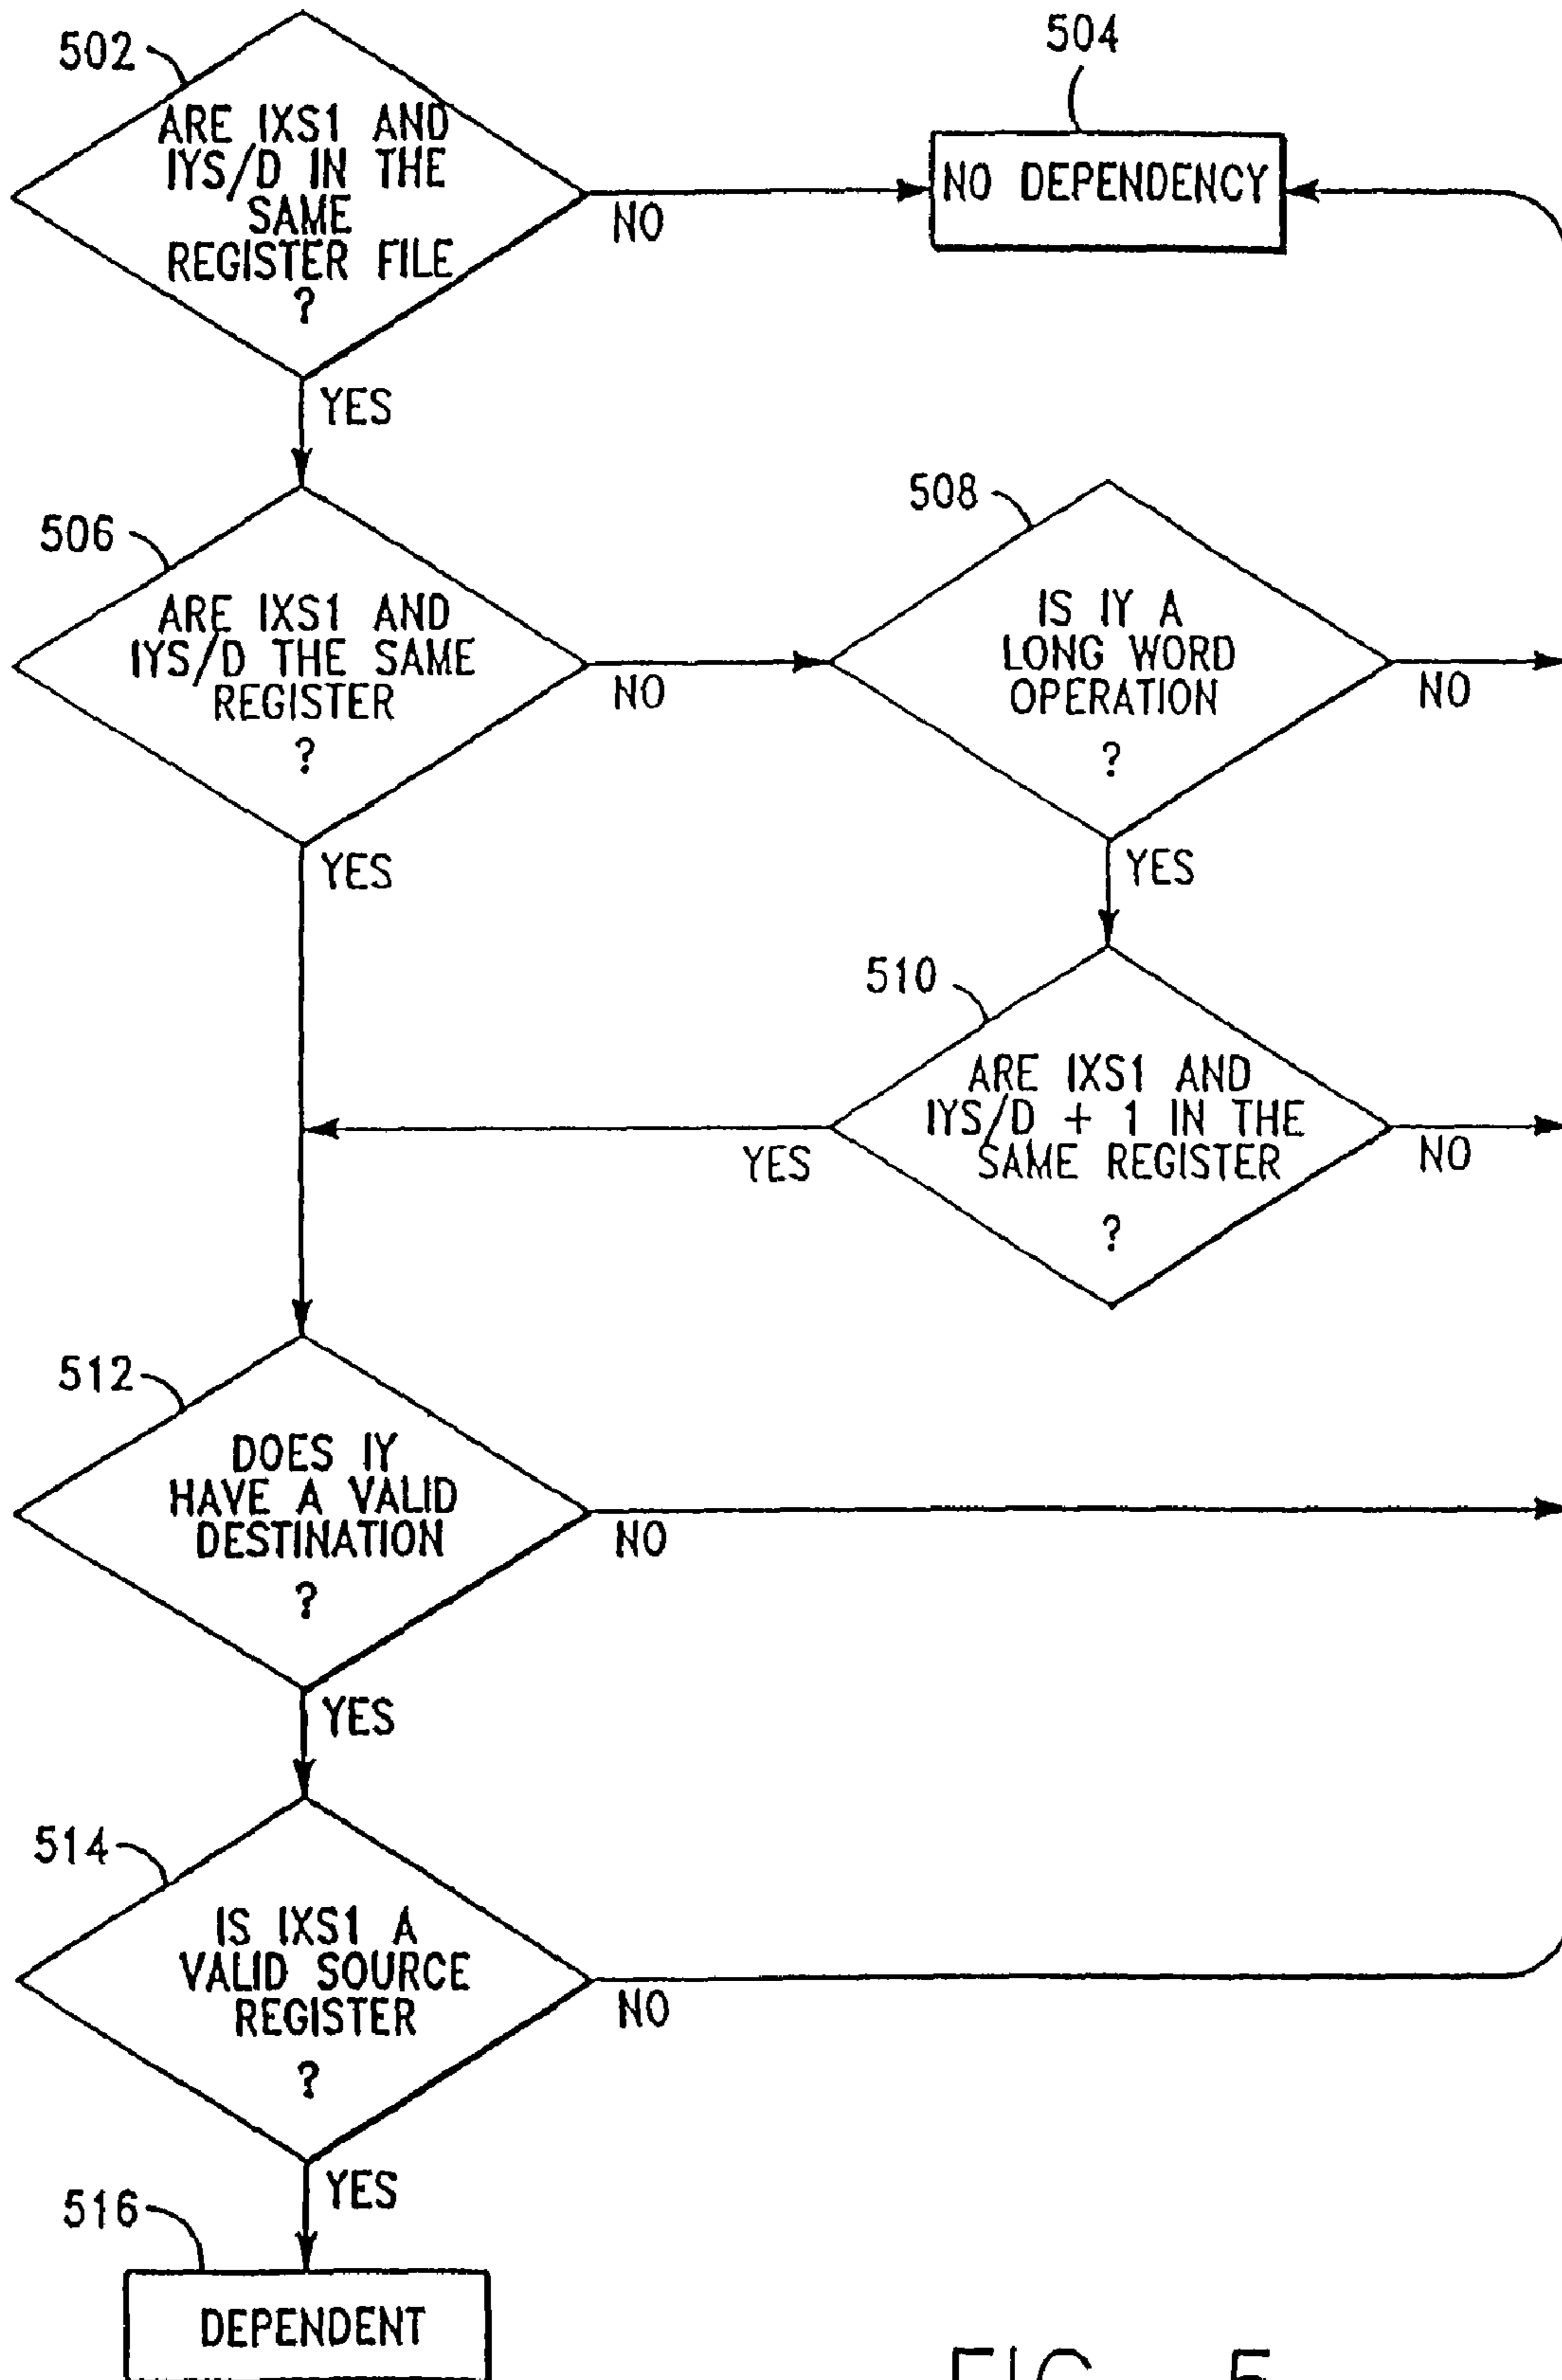 502
ARE IXS1 AND
IYS/D IN THE
SAME
REGISTER FILE
?
NO
YES
504
NO DEPENDENCY
506
ARE IXS1 AND
IYS/D THE SAME
REGISTER
?
NO
YES
508
IS IY A
LONG WORD
OPERATION
?
NO
YES
510
ARE IXS1 AND
IYS/D + 1 IN THE
SAME REGISTER
?
YES
NO
512
DOES IY
HAVE A VALID
DESTINATION
?
NO
YES
514
IS IXS1 A
VALID SOURCE
REGISTER
?
NO
YES
516
DEPENDENT
FIG. 5